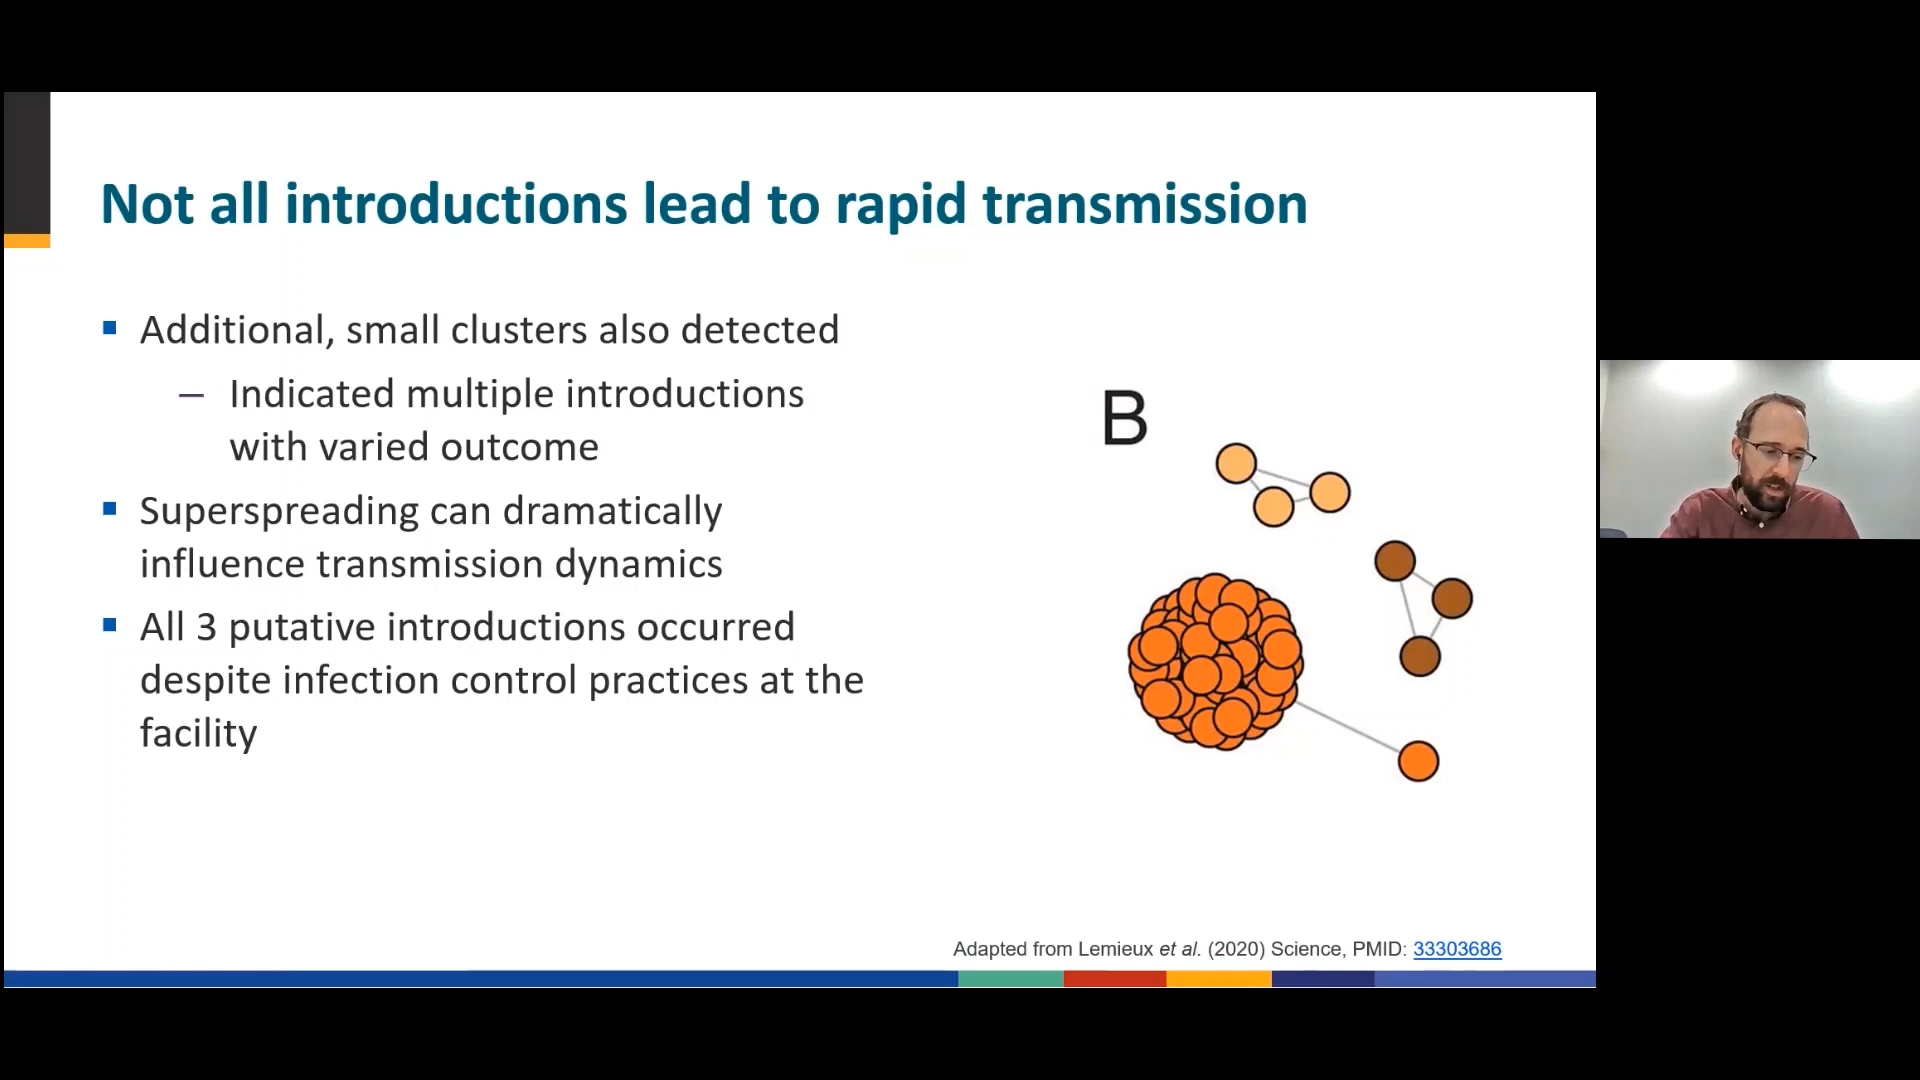 Not all introductions lead to rapid transmission
Additional, small clusters also detected
– Indicated multiple introductions
with varied outcome
Superspreading can dramatically
influence transmission dynamics
All 3 putative introductions occurred
despite infection control practices at the
facility
B
Adapted from Lemieux et al. (2020) Science, PMID: 33303686